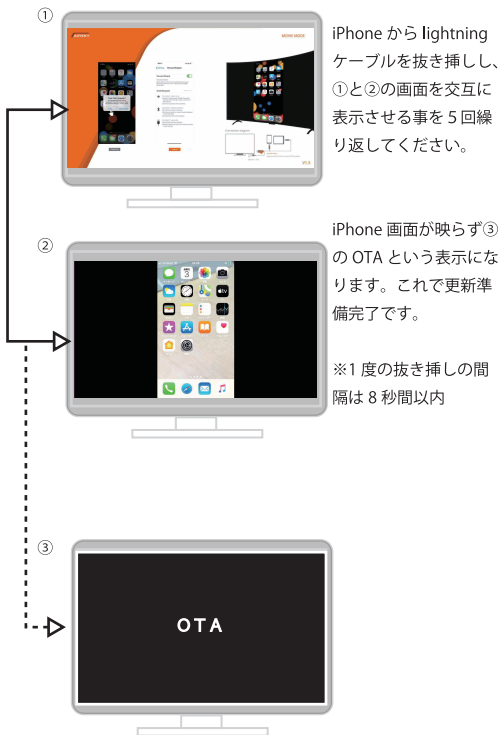 ①
iPhone から lightning
ケーブルを抜き挿しし、
①と②の画面を交互に
表示させる事を５回繰
り返してください。
②
iPhone 画面が映らず③
の OTA という表示にな
ります。これで更新準
備完了です。
※1 度の抜き挿しの間
隔は 8 秒間以内
③
OTA